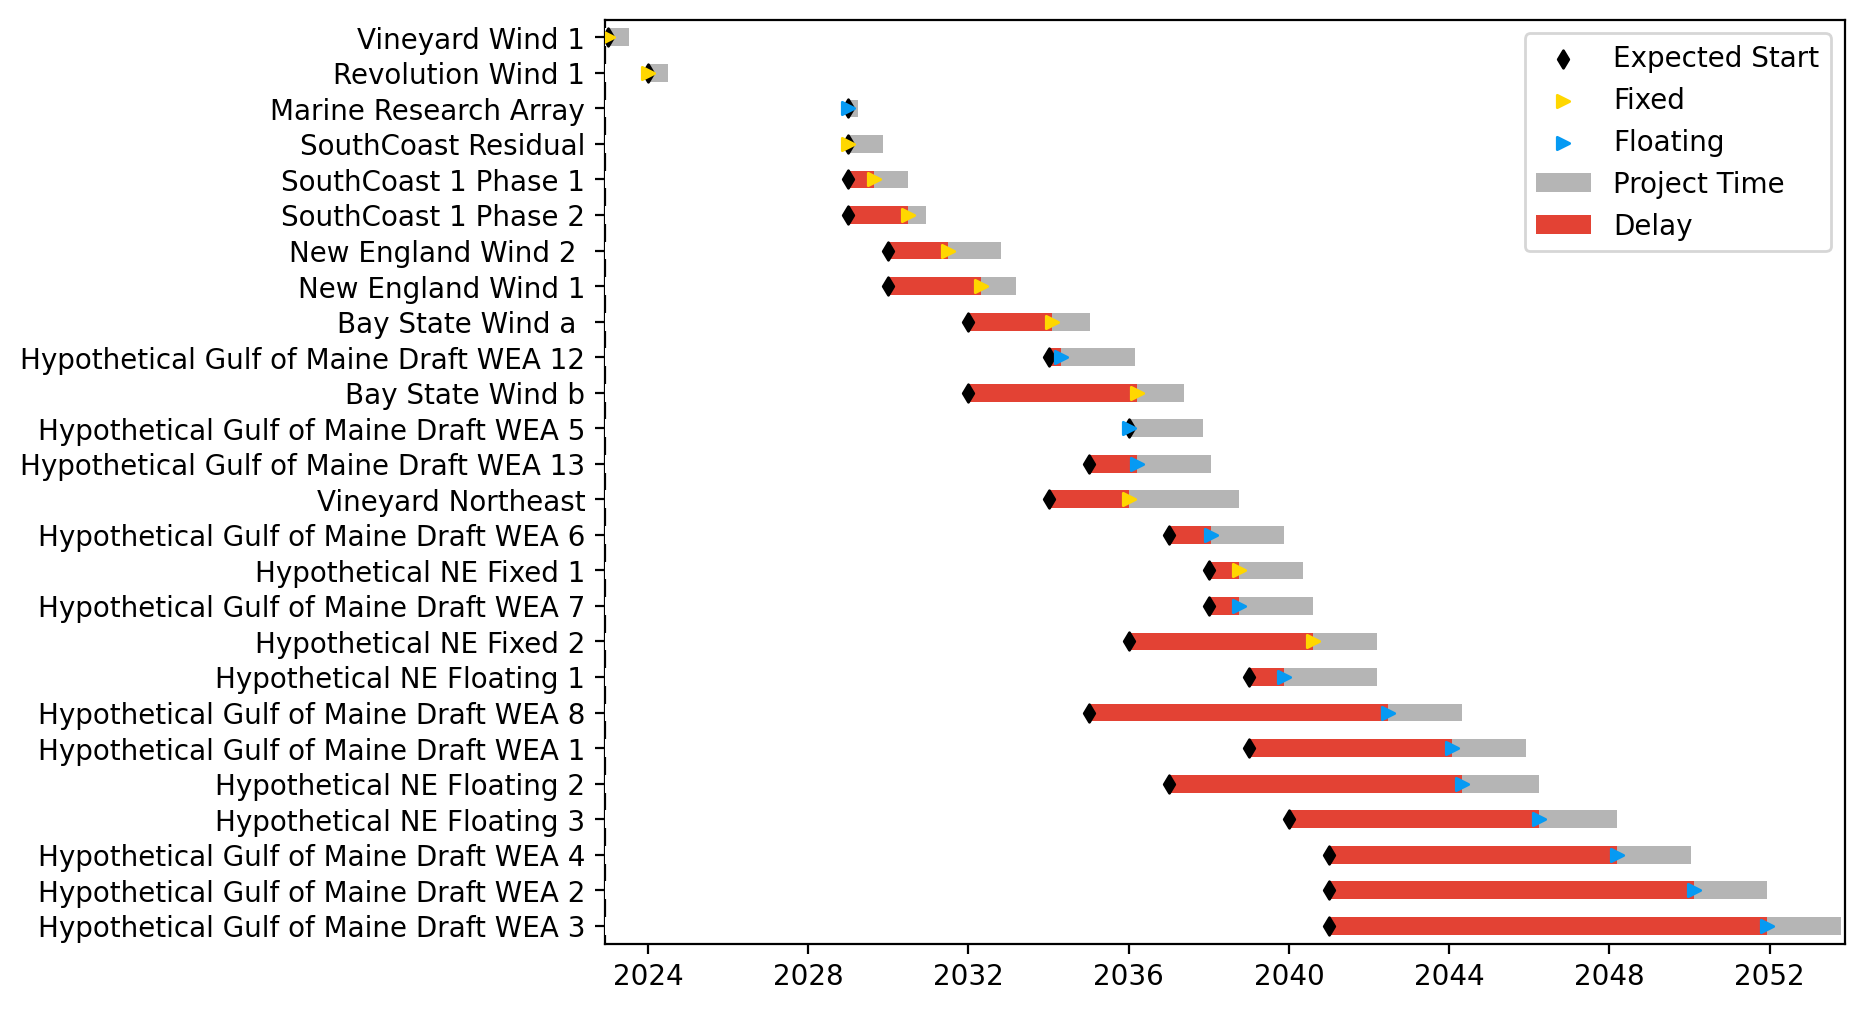 Vineyard Wind 1
Revolution Wind 1
Marine Research Array
SouthCoast Residual
SouthCoast 1 Phase 1
SouthCoast 1 Phase 2
New England Wind 2
New England Wind 1
Bay State Wind a
Hypothetical Gulf of Maine Draft WEA 12
Bay State Wind b
Hypothetical Gulf of Maine Draft WEA 5
Hypothetical Gulf of Maine Draft WEA 13
Vineyard Northeast
Hypothetical Gulf of Maine Draft WEA 6
Hypothetical NE Fixed 1
Hypothetical Gulf of Maine Draft WEA 7
Hypothetical NE Fixed 2
Hypothetical NE Floating 1
Hypothetical Gulf of Maine Draft WEA 8
Hypothetical Gulf of Maine Draft WEA 1
Hypothetical NE Floating 2
Hypothetical NE Floating 3
Hypothetical Gulf of Maine Draft WEA 4
Hypothetical Gulf of Maine Draft WEA 2
Hypothetical Gulf of Maine Draft WEA 3
Expected Start
Fixed
Floating
Project Time
Delay
2024 2028 2032 2036 2040 2044 2048 2052